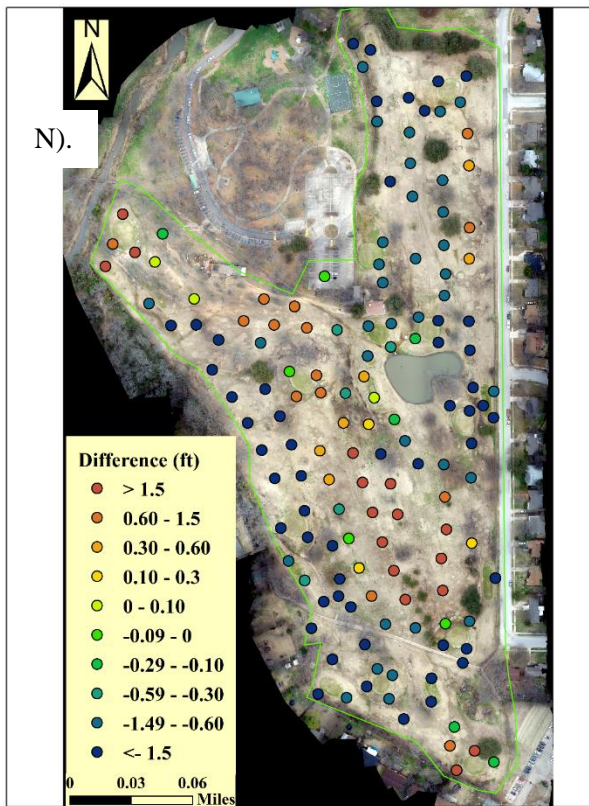 N
N).
Difference (ft)
> 1.5
0.60 - 1.5
0.30 - 0.60
0.10 - 0.3
0 - 0.10
-0.09 - 0
-0.29 - -0.10
-0.59 - -0.30
-1.49 - -0.60
<- 1.5
0 0.03 0.06
Miles